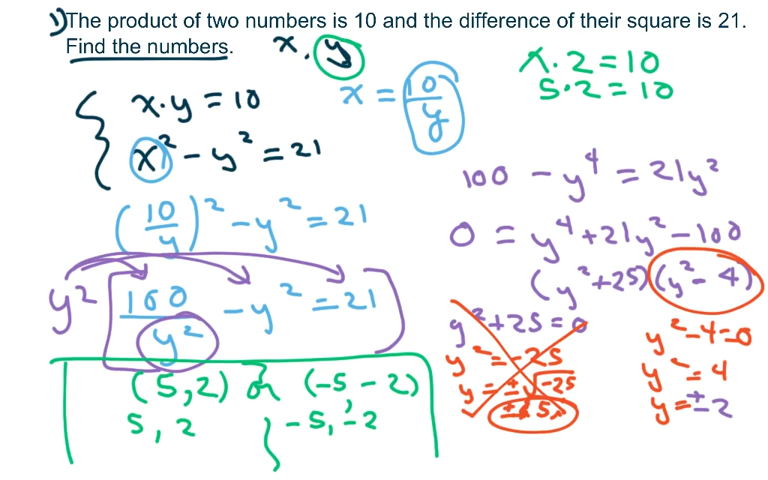 1) The product of two numbers is 10 and the difference of their square is 21.
Find the numbers.
x, y
x · y = 10
x² - y² = 21
x = 10/y
x · 2 = 10
5 · 2 = 10
(10/y)² - y² = 21
y² [100/y² - y² = 21]
100 - y⁴ = 21y²
0 = y⁴ + 21y² - 100
(y² + 25)(y² - 4)
y² + 25 = 0
y² = -25
y = ±√-25
±5i
y² - 4 = 0
y² = 4
y = ±2
(5, 2) or (-5, -2)
5, 2 } -5, -2